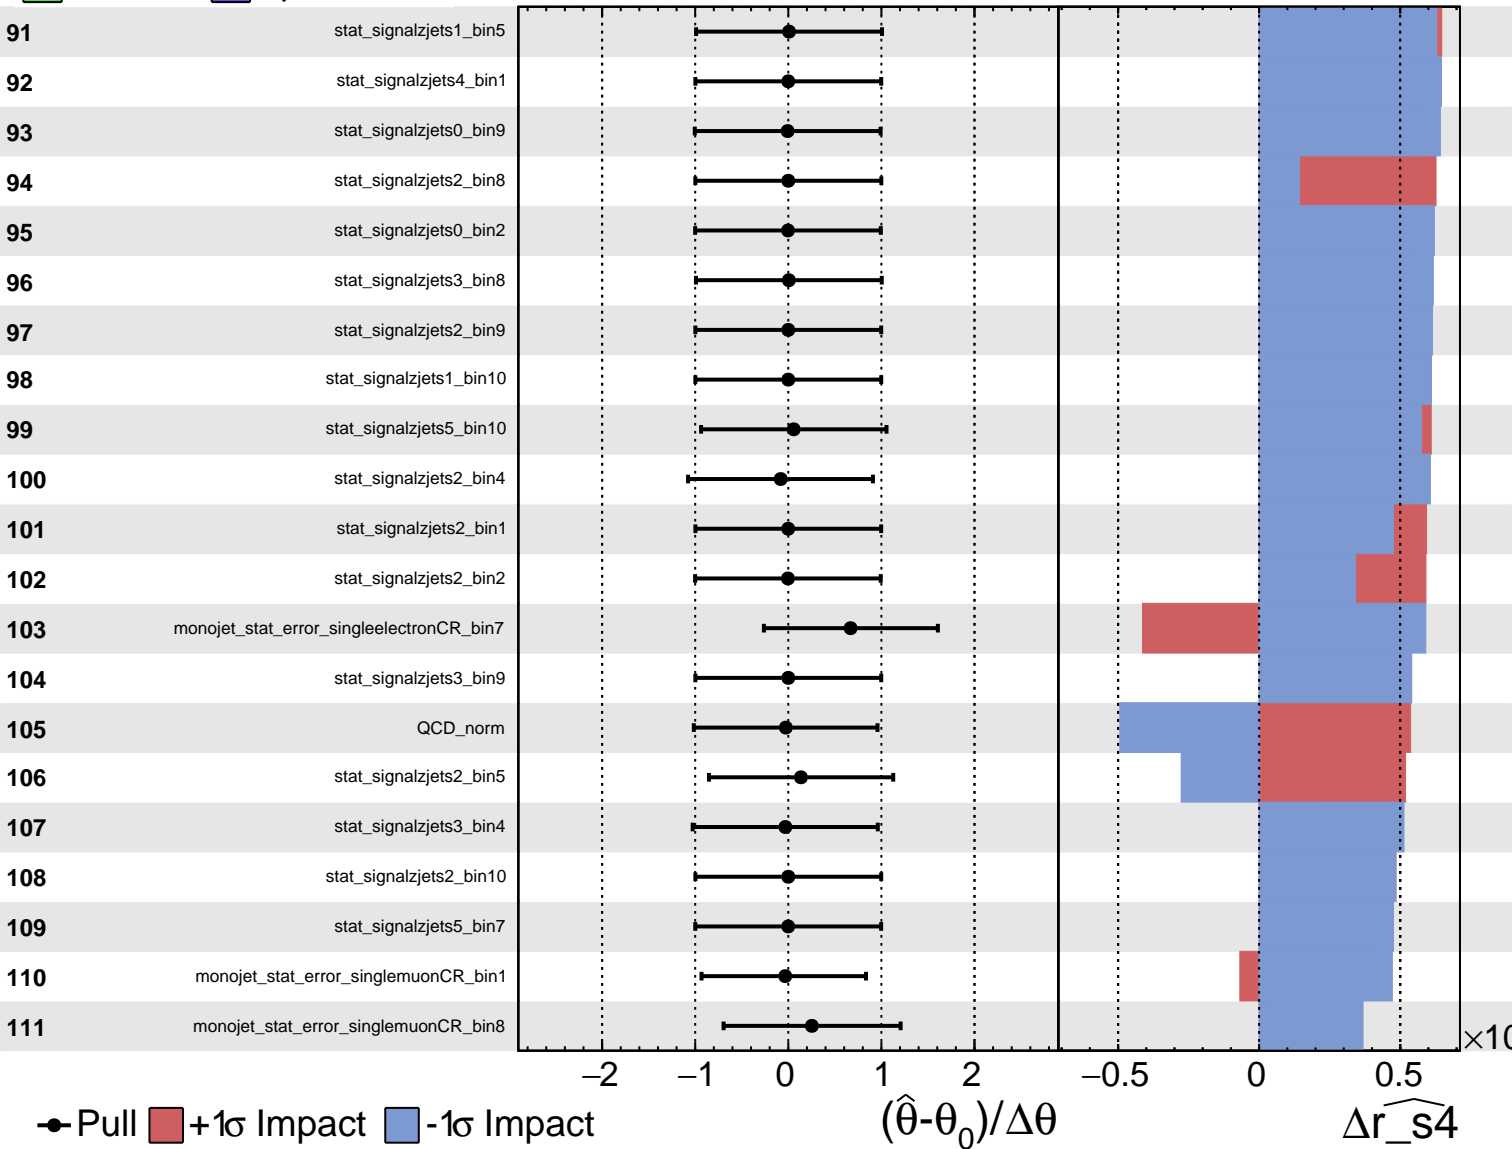 91 stat_signalzjets1_bin5
92 stat_signalzjets4_bin1
93 stat_signalzjets0_bin9
94 stat_signalzjets2_bin8
95 stat_signalzjets0_bin2
96 stat_signalzjets3_bin8
97 stat_signalzjets2_bin9
98 stat_signalzjets1_bin10
99 stat_signalzjets5_bin10
100 stat_signalzjets2_bin4
101 stat_signalzjets2_bin1
102 stat_signalzjets2_bin2
103 monojet_stat_error_singleelectronCR_bin7
104 stat_signalzjets3_bin9
105 QCD_norm
106 stat_signalzjets2_bin5
107 stat_signalzjets3_bin4
108 stat_signalzjets2_bin10
109 stat_signalzjets5_bin7
110 monojet_stat_error_singlemuonCR_bin1
111 monojet_stat_error_singlemuonCR_bin8
−2 −1 0 1 2 −0.5 0 0.5
Pull +1σ Impact -1σ Impact (θ̂-θ₀)/Δθ Δr_s4